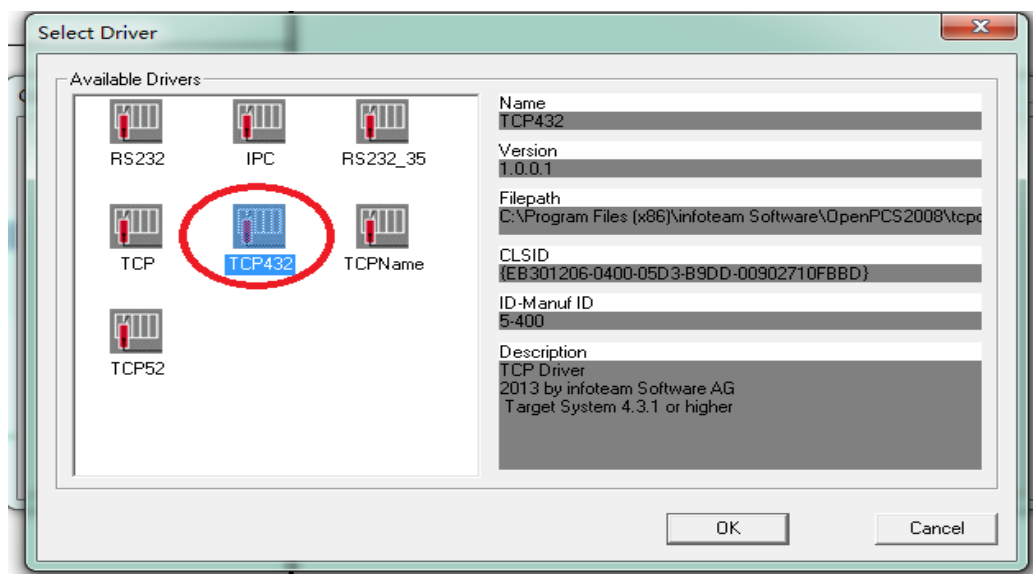 Select Driver
Available Drivers
RS232 IPC RS232_35
TCP TCP432 TCPName
TCP52
Name
TCP432
Version
1.0.0.1
Filepath
C:\Program Files (x86)\infoteam Software\OpenPCS2008\tcpc
CLSID
{EB301206-0400-05D3-B9DD-00902710FBBD}
ID-Manuf ID
5-400
Description
TCP Driver
2013 by infoteam Software AG
Target System 4.3.1 or higher
OK Cancel